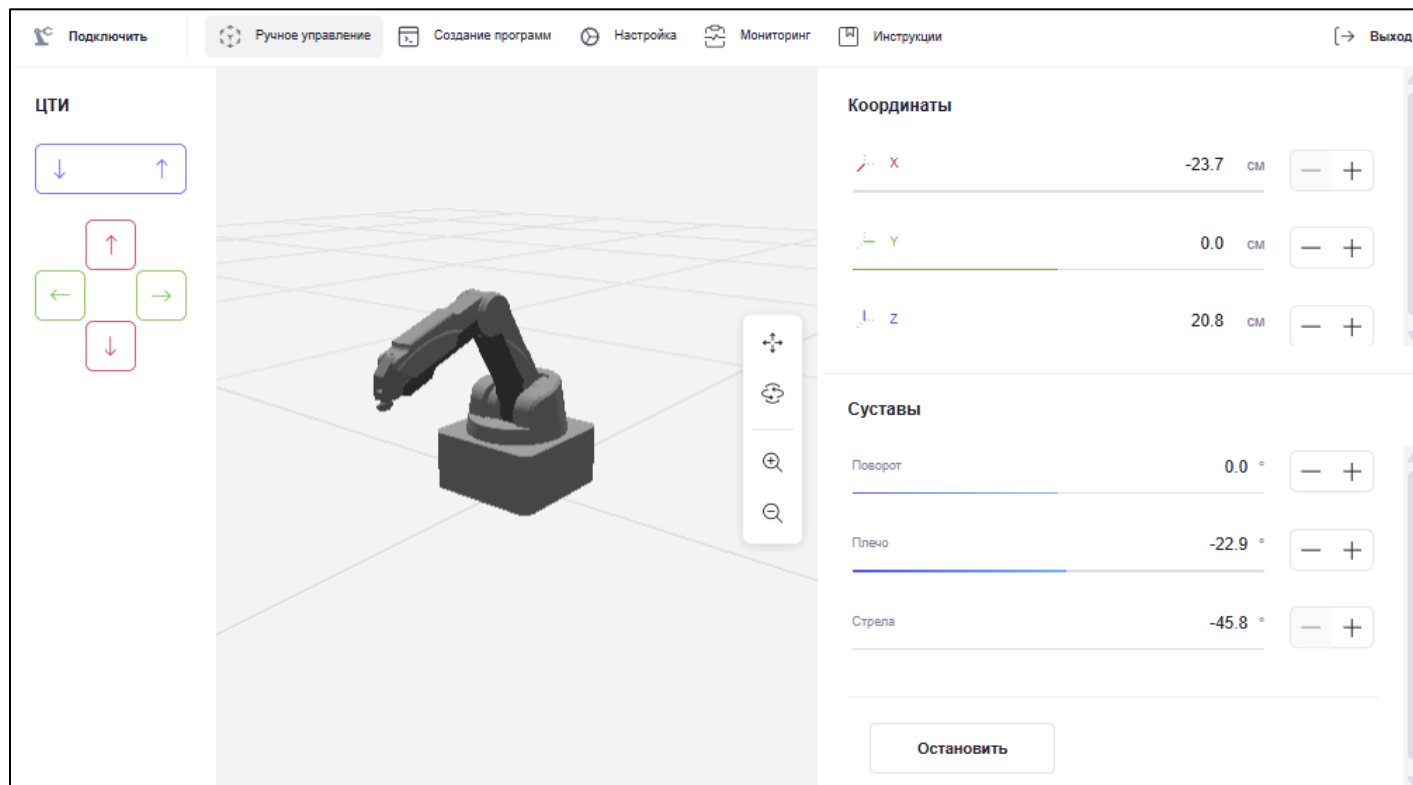 Подключить Ручное управление Создание программ Настройка Мониторинг Инструкции Выход
ЦТИ
Координаты
X -23.7 см
Y 0.0 см
Z 20.8 см
Суставы
Поворот 0.0 °
Плечо -22.9 °
Стрела -45.8 °
Остановить